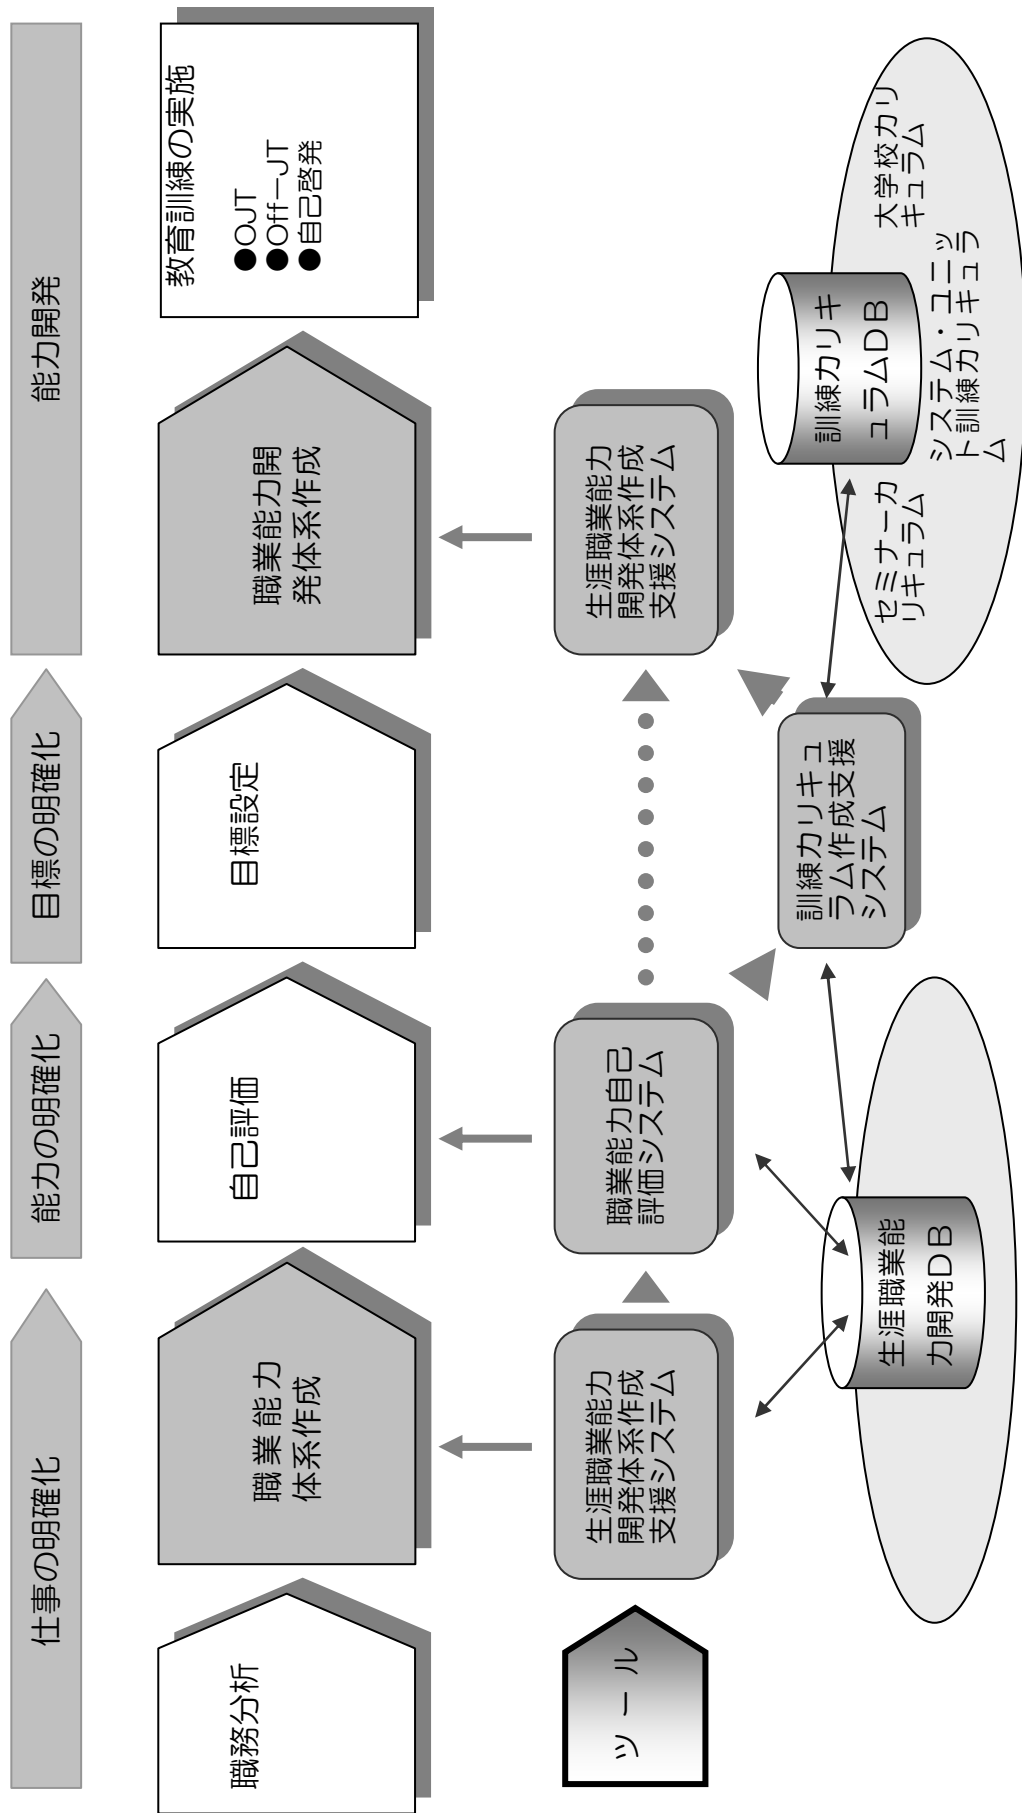 仕事の明確化
能力の明確化
目標の明確化
能力開発
職務分析
職業能力
体系作成
自己評価
目標設定
職業能力開
発体系作成
教育訓練の実施
●OJT
●Off－JT
●自己啓発
ツール
生涯職業能力
開発体系作成
支援システム
職業能力自己
評価システム
生涯職業能力
開発体系作成
支援システム
訓練カリキュ
ラム作成支援
システム
生涯職業能
力開発DB
訓練カリキ
ュラムDB
セミナーカ
リキュラム
システム・ユニッ
ト訓練カリキュラ
ム
大学校カリ
キュラム